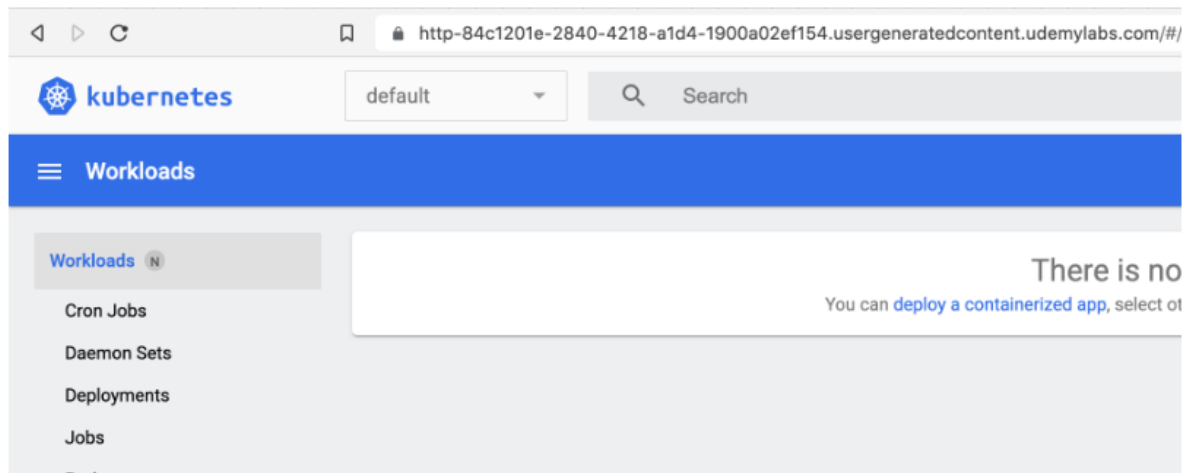 http-84c1201e-2840-4218-a1d4-1900a02ef154.usergeneratedcontent.udemylabs.com/#/
kubernetes
default
Search
Workloads
Workloads N
There is no
You can deploy a containerized app, select ot
Cron Jobs
Daemon Sets
Deployments
Jobs